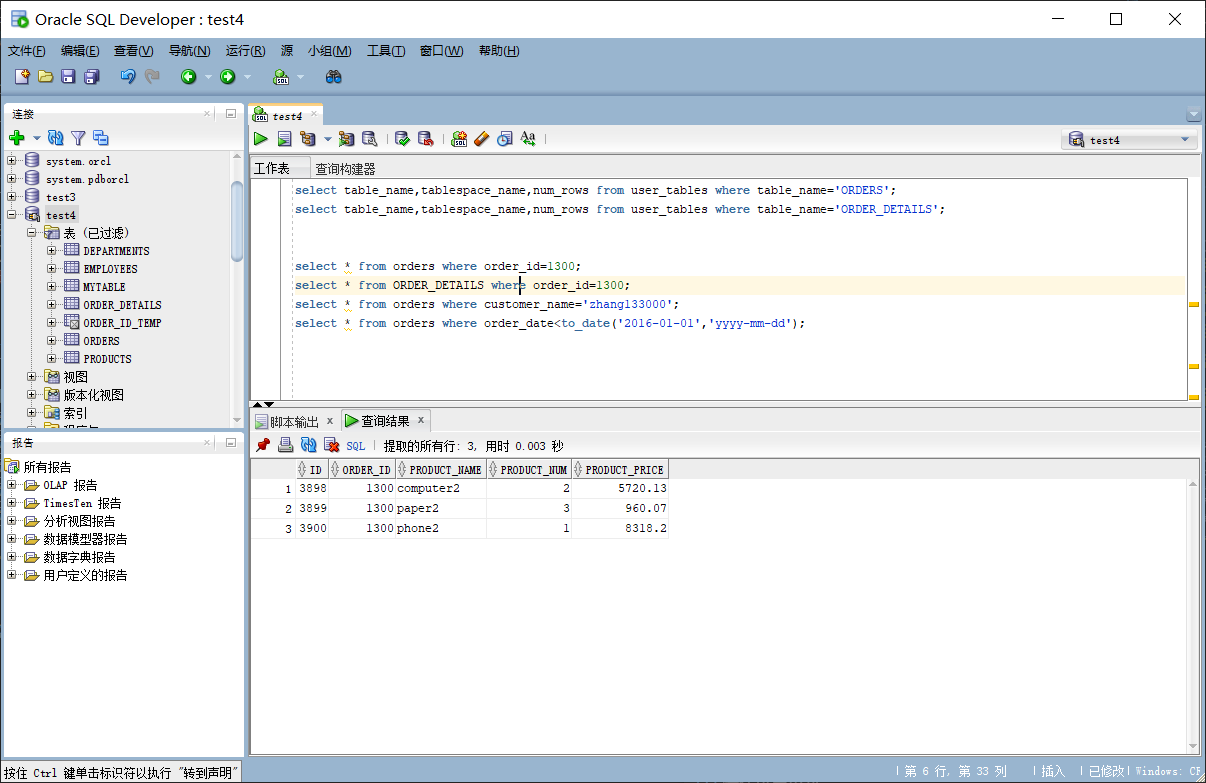 Oracle SQL Developer : test4
文件(F) 编辑(E) 查看(V) 导航(N) 运行(R) 源 小组(M) 工具(T) 窗口(W) 帮助(H)
连接
system.orcl
system.pdborcl
test3
test4
表 (已过滤)
DEPARTMENTS
EMPLOYEES
MYTABLE
ORDER_DETAILS
ORDER_ID_TEMP
ORDERS
PRODUCTS
视图
版本化视图
索引
报告
所有报告
OLAP 报告
TimesTen 报告
分析视图报告
数据模型器报告
数据字典报告
用户定义的报告
test4
test4
工作表 查询构建器
select table_name,tablespace_name,num_rows from user_tables where table_name='ORDERS';
select table_name,tablespace_name,num_rows from user_tables where table_name='ORDER_DETAILS';
select * from orders where order_id=1300;
select * from ORDER_DETAILS where order_id=1300;
select * from orders where customer_name='zhang133000';
select * from orders where order_date<to_date('2016-01-01','yyyy-mm-dd');
脚本输出 x 查询结果 x
SQL 提取的所有行: 3, 用时 0.003 秒
ID ORDER_ID PRODUCT_NAME PRODUCT_NUM PRODUCT_PRICE
1 3898 1300 computer2 2 5720.13
2 3899 1300 paper2 3 960.07
3 3900 1300 phone2 1 8318.2
按住 Ctrl 键单击标识符以执行 "转到声明" 第 6 行, 第 33 列 插入 已修改 Windows: CR